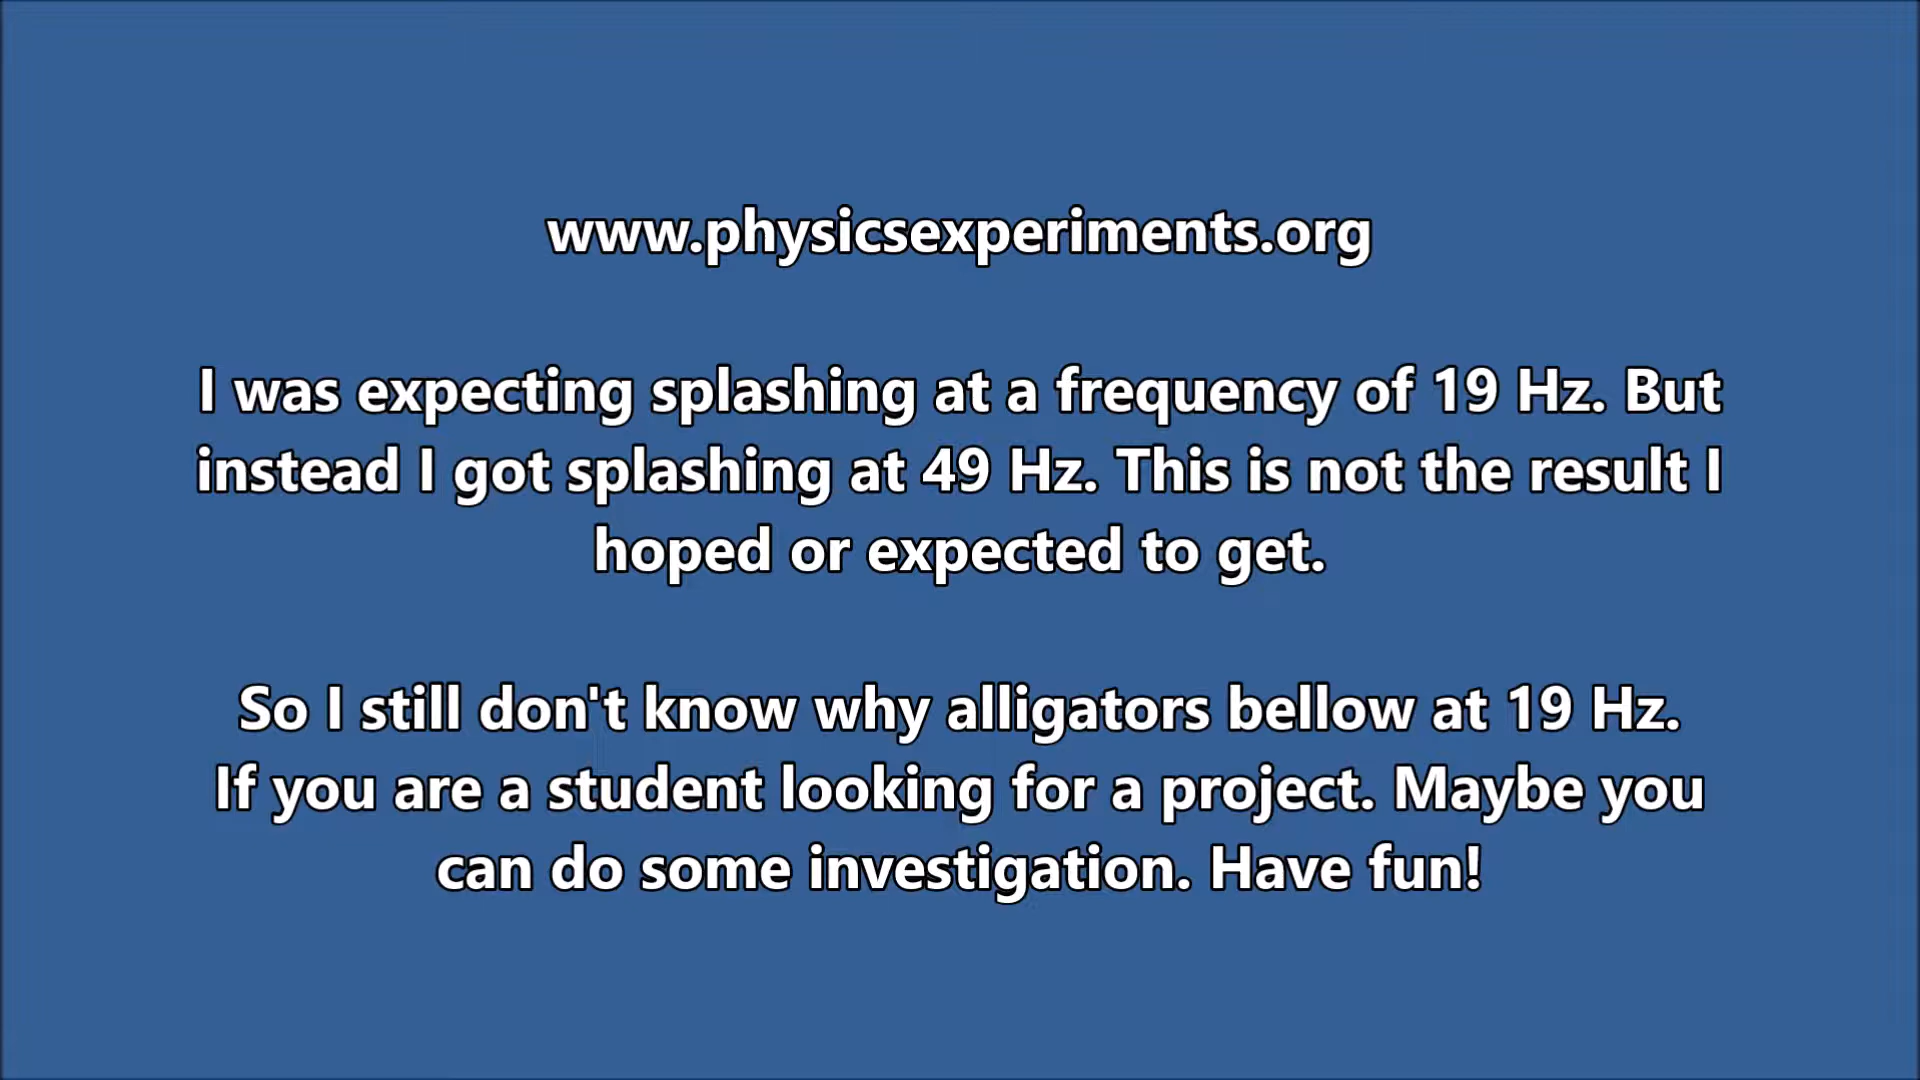 www.physicsexperiments.org
I was expecting splashing at a frequency of 19 Hz. But
instead I got splashing at 49 Hz. This is not the result I
hoped or expected to get.
So I still don't know why alligators bellow at 19 Hz.
If you are a student looking for a project. Maybe you
can do some investigation. Have fun!